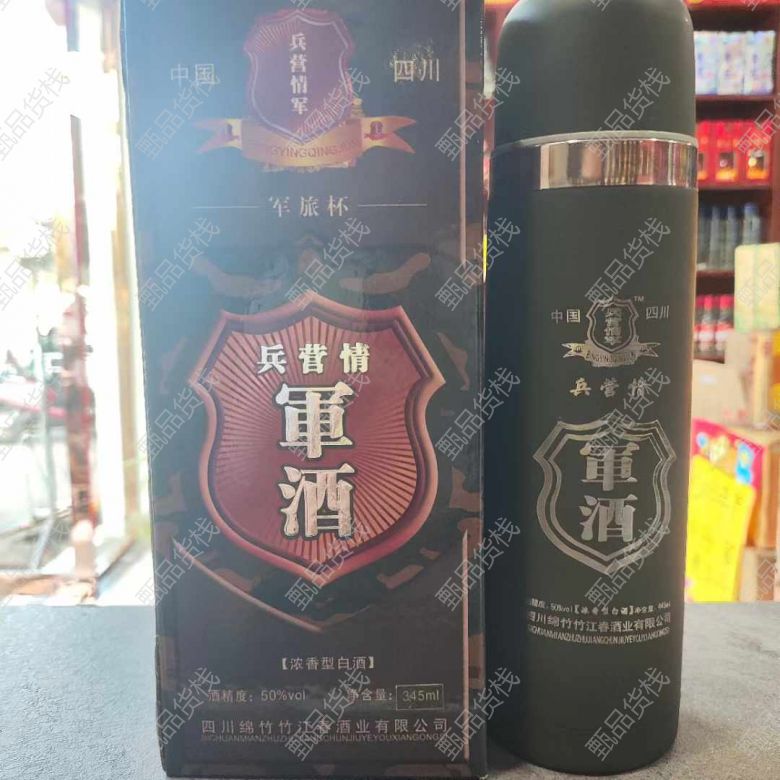 中国 四川
兵营情军
军旅杯
兵营情
軍酒
【浓香型白酒】
酒精度：50%vol 净含量：345ml
四川绵竹竹江春酒业有限公司
中国 四川
兵营情军
TM
兵营情
軍酒
四川绵竹竹江春酒业有限公司
甄品货栈